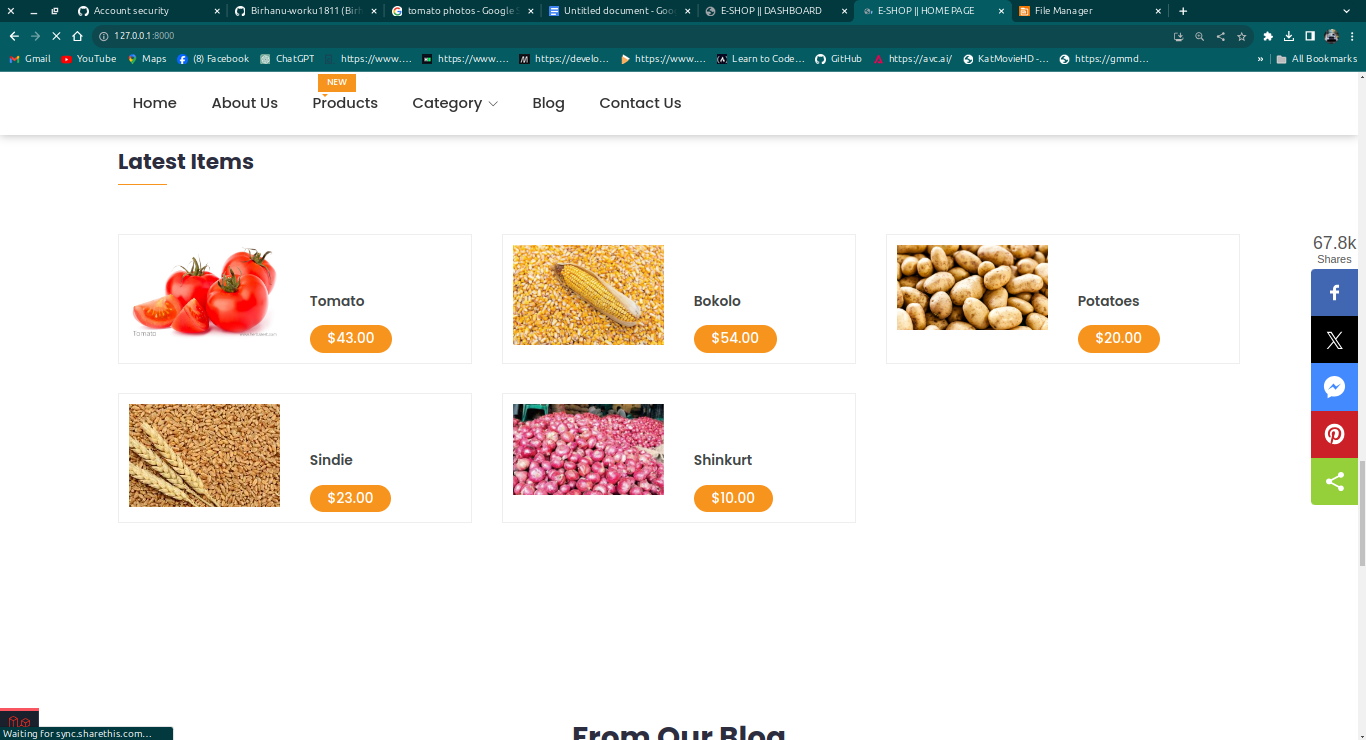 Account security
Birhanu-worku1811 (Birh
tomato photos - Google S
Untitled document - Goo
E-SHOP || DASHBOARD
E-SHOP || HOME PAGE
File Manager
127.0.0.1:8000
Gmail
YouTube
Maps
(8) Facebook
ChatGPT
https://www....
https://www....
https://develo...
https://www....
Learn to Code...
GitHub
https://avc.ai/
KatMovieHD -...
https://gmmd...
»
All Bookmarks
NEW
Home
About Us
Products
Category
Blog
Contact Us
Latest Items
67.8k
Shares
Tomato
$43.00
Tomato
Bokolo
$54.00
Potatoes
$20.00
Sindie
$23.00
Shinkurt
$10.00
From Our Blog
Waiting for sync.sharethis.com...